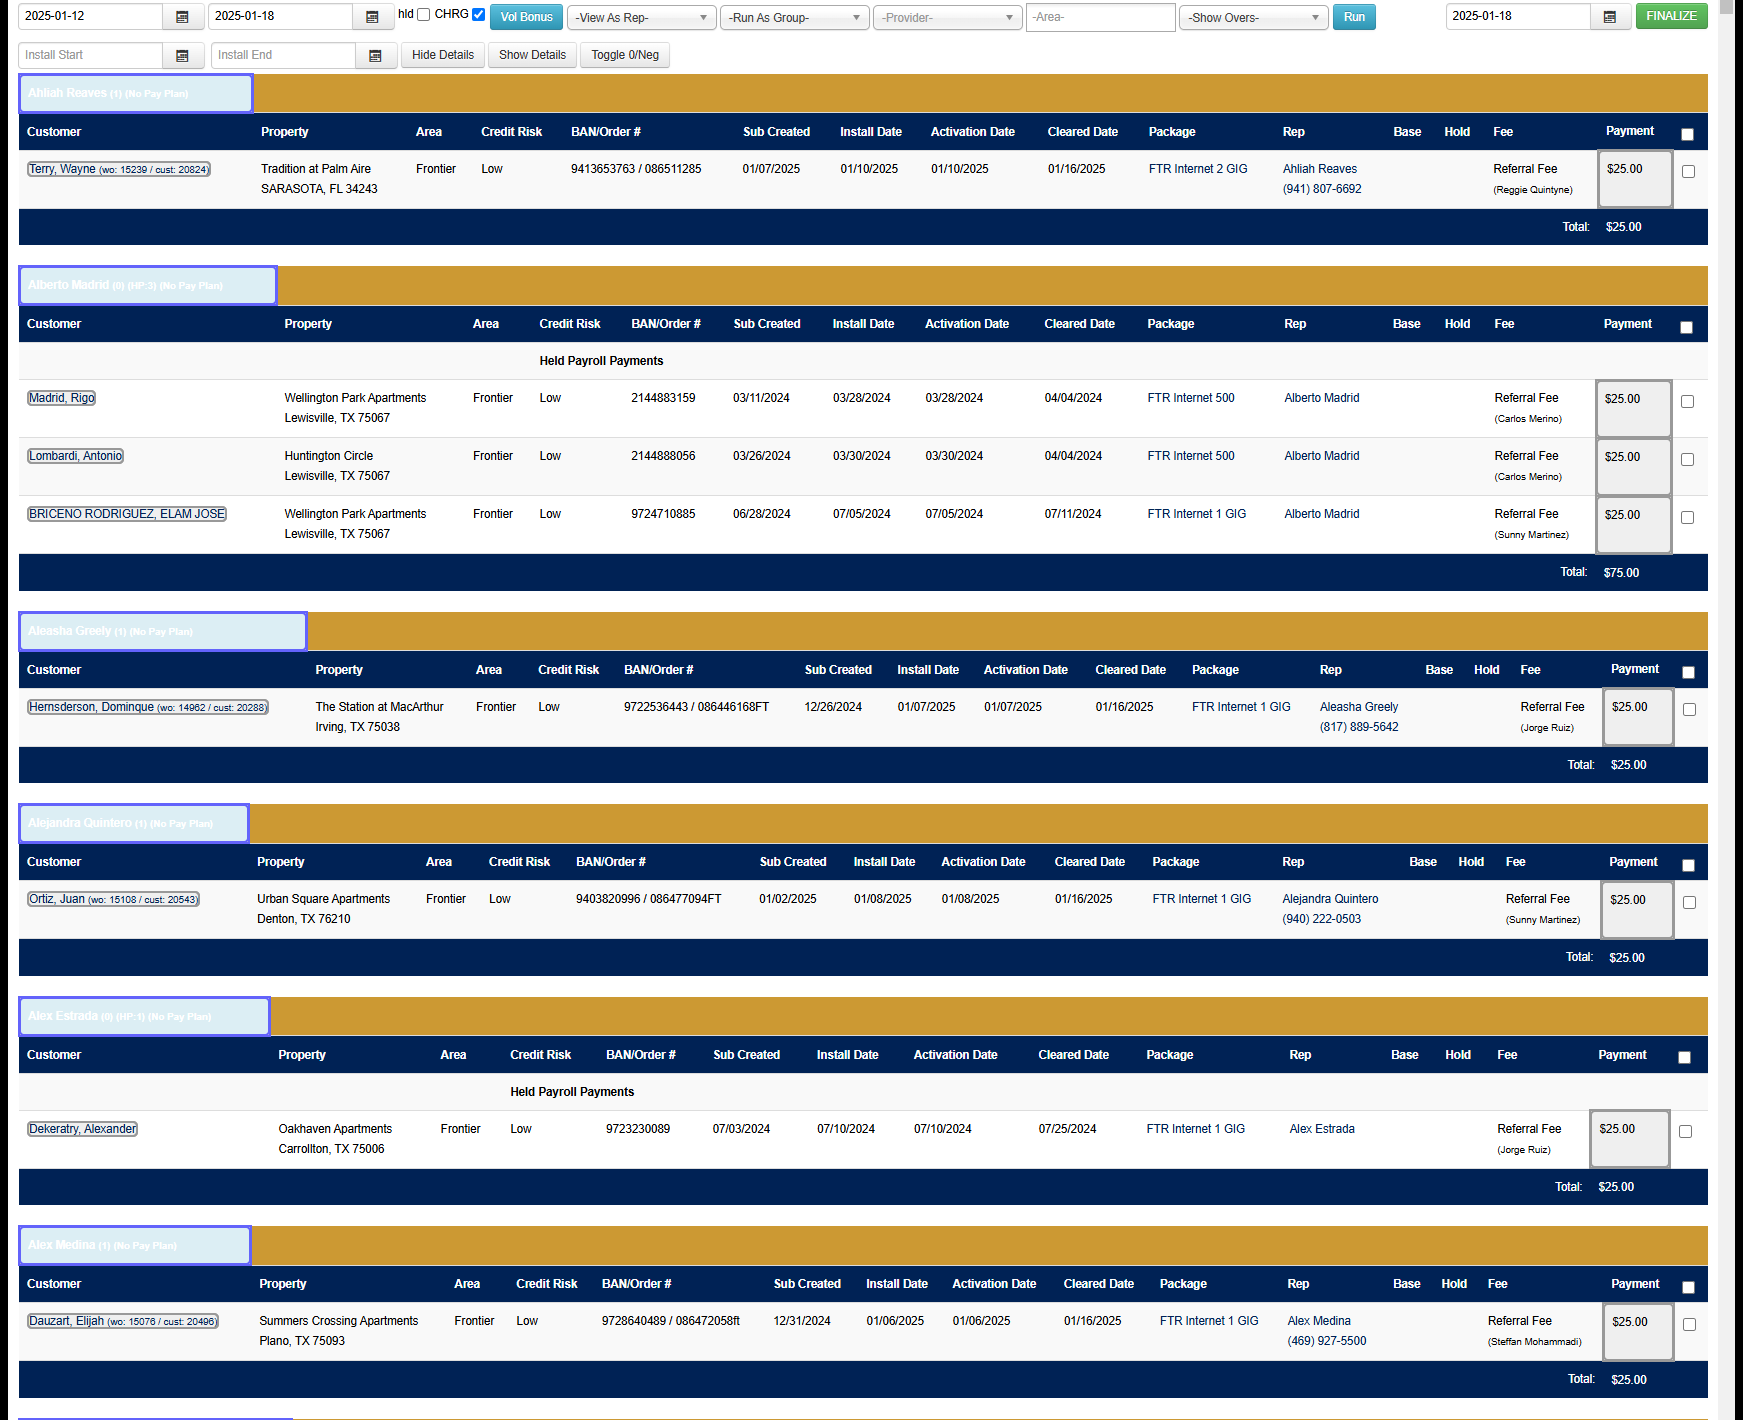 2025-01-12 2025-01-18 hld CHRG Vol Bonus -View As Rep- -Run As Group- -Provider- -Area- -Show Overs- Run 2025-01-18 FINALIZE
Install Start Install End Hide Details Show Details Toggle 0/Neg
Ahliah Reaves (1) (No Pay Plan)
Customer Property Area Credit Risk BAN/Order # Sub Created Install Date Activation Date Cleared Date Package Rep Base Hold Fee Payment
Terry, Wayne (wo: 15239 / cust: 20824) Tradition at Palm Aire Frontier Low 9413653763 / 086511285 01/07/2025 01/10/2025 01/10/2025 01/16/2025 FTR Internet 2 GIG Ahliah Reaves Referral Fee $25.00
SARASOTA, FL 34243 (941) 807-6692 (Reggie Quintyne)
Total: $25.00
Alberto Madrid (0) (HP:3) (No Pay Plan)
Customer Property Area Credit Risk BAN/Order # Sub Created Install Date Activation Date Cleared Date Package Rep Base Hold Fee Payment
Held Payroll Payments
Madrid, Rigo Wellington Park Apartments Frontier Low 2144883159 03/11/2024 03/28/2024 03/28/2024 04/04/2024 FTR Internet 500 Alberto Madrid Referral Fee $25.00
Lewisville, TX 75067 (Carlos Merino)
Lombardi, Antonio Huntington Circle Frontier Low 2144888056 03/26/2024 03/30/2024 03/30/2024 04/04/2024 FTR Internet 500 Alberto Madrid Referral Fee $25.00
Lewisville, TX 75067 (Carlos Merino)
BRICENO RODRIGUEZ, ELAM JOSE Wellington Park Apartments Frontier Low 9724710885 06/28/2024 07/05/2024 07/05/2024 07/11/2024 FTR Internet 1 GIG Alberto Madrid Referral Fee $25.00
Lewisville, TX 75067 (Sunny Martinez)
Total: $75.00
Aleasha Greely (1) (No Pay Plan)
Customer Property Area Credit Risk BAN/Order # Sub Created Install Date Activation Date Cleared Date Package Rep Base Hold Fee Payment
Hernsderson, Dominque (wo: 14962 / cust: 20288) The Station at MacArthur Frontier Low 9722536443 / 086446168FT 12/26/2024 01/07/2025 01/07/2025 01/16/2025 FTR Internet 1 GIG Aleasha Greely Referral Fee $25.00
Irving, TX 75038 (817) 889-5642 (Jorge Ruiz)
Total: $25.00
Alejandra Quintero (1) (No Pay Plan)
Customer Property Area Credit Risk BAN/Order # Sub Created Install Date Activation Date Cleared Date Package Rep Base Hold Fee Payment
Ortiz, Juan (wo: 15108 / cust: 20543) Urban Square Apartments Frontier Low 9403820996 / 086477094FT 01/02/2025 01/08/2025 01/08/2025 01/16/2025 FTR Internet 1 GIG Alejandra Quintero Referral Fee $25.00
Denton, TX 76210 (940) 222-0503 (Sunny Martinez)
Total: $25.00
Alex Estrada (0) (HP:1) (No Pay Plan)
Customer Property Area Credit Risk BAN/Order # Sub Created Install Date Activation Date Cleared Date Package Rep Base Hold Fee Payment
Held Payroll Payments
Dekeratry, Alexander Oakhaven Apartments Frontier Low 9723230089 07/03/2024 07/10/2024 07/10/2024 07/25/2024 FTR Internet 1 GIG Alex Estrada Referral Fee $25.00
Carrollton, TX 75006 (Jorge Ruiz)
Total: $25.00
Alex Medina (1) (No Pay Plan)
Customer Property Area Credit Risk BAN/Order # Sub Created Install Date Activation Date Cleared Date Package Rep Base Hold Fee Payment
Dauzart, Elijah (wo: 15076 / cust: 20496) Summers Crossing Apartments Frontier Low 9728640489 / 086472058ft 12/31/2024 01/06/2025 01/06/2025 01/16/2025 FTR Internet 1 GIG Alex Medina Referral Fee $25.00
Plano, TX 75093 (469) 927-5500 (Steffan Mohammadi)
Total: $25.00